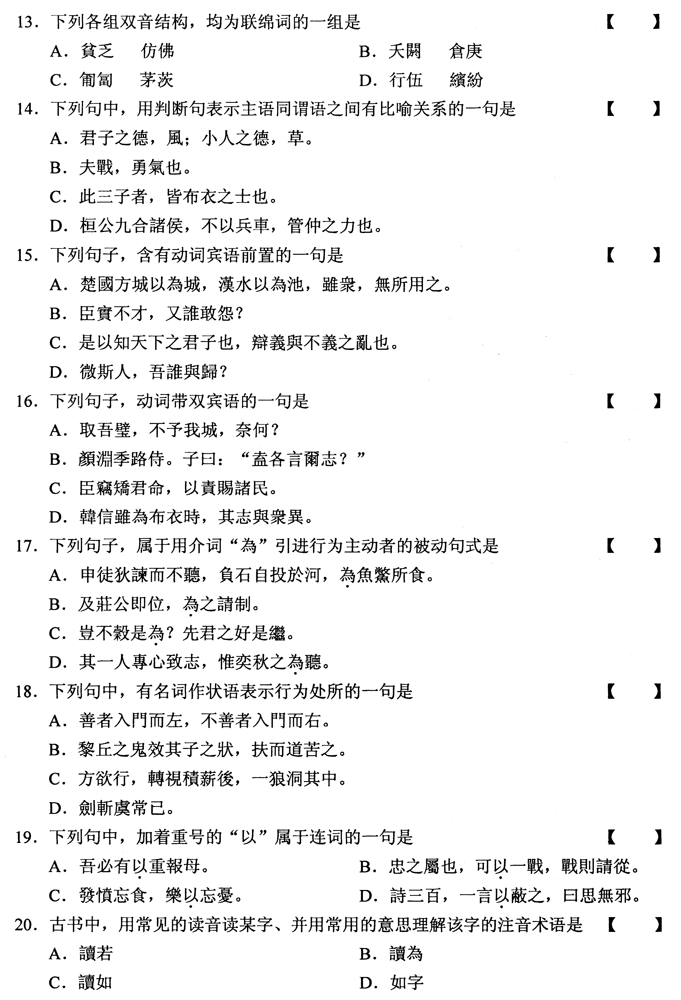 13. 下列各组双音结构，均为联绵词的一组是 【 】
A. 貧乏 仿佛 B. 夭閼 倉庚
C. 匍匐 茅茨 D. 行伍 繽紛
14. 下列句中，用判断句表示主语同谓语之间有比喻关系的一句是 【 】
A. 君子之德，風；小人之德，草。
B. 夫戰，勇氣也。
C. 此三子者，皆布衣之士也。
D. 桓公九合諸侯，不以兵車，管仲之力也。
15. 下列句子，含有动词宾语前置的一句是 【 】
A. 楚國方城以為城，漢水以為池，雖衆，無所用之。
B. 臣實不才，又誰敢怨？
C. 是以知天下之君子也，辯義與不義之亂也。
D. 微斯人，吾誰與歸？
16. 下列句子，动词带双宾语的一句是 【 】
A. 取吾璧，不予我城，奈何？
B. 顏淵季路侍。子曰：“盍各言爾志？”
C. 臣竊矯君命，以責賜諸民。
D. 韓信雖為布衣時，其志與衆異。
17. 下列句子，属于用介词“為”引进行为主动者的被动句式是 【 】
A. 申徒狄諫而不聽，負石自投於河，為魚鱉所食。
B. 及莊公即位，為之請制。
C. 豈不穀是為？先君之好是繼。
D. 其一人專心致志，惟奕秋之為聽。
18. 下列句中，有名词作状语表示行为处所的一句是 【 】
A. 善者入門而左，不善者入門而右。
B. 黎丘之鬼效其子之狀，扶而道苦之。
C. 方欲行，轉視積薪後，一狼洞其中。
D. 劍斬虞常已。
19. 下列句中，加着重号的“以”属于连词的一句是 【 】
A. 吾必有以重報母。 B. 忠之屬也，可以一戰，戰則請從。
C. 發憤忘食，樂以忘憂。 D. 詩三百，一言以蔽之，曰思無邪。
20. 古书中，用常见的读音读某字、并用常用的意思理解该字的注音术语是 【 】
A. 讀若 B. 讀為
C. 讀如 D. 如字